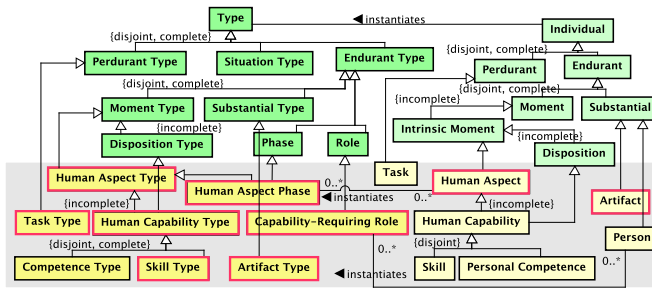 Type
◀ instantiates
Individual
{disjoint, complete}
{disjoint, complete}
Perdurant Type
Situation Type
Endurant Type
Perdurant
Endurant
{disjoint, complete}
{disjoint, complete}
{incomplete}
Moment Type
Substantial Type
Moment
Substantial
{incomplete}
Intrinsic Moment
{incomplete}
Disposition Type
Phase
Role
Disposition
Human Aspect Type
Task
Human Aspect Phase
0..*
Human Aspect
◀ instantiates
0..*
Artifact
{incomplete}
{incomplete}
Task Type
Human Capability Type
Capability-Requiring Role
Human Capability
Person
{disjoint, complete}
0..*
{disjoint}
0..*
Competence Type
Skill Type
Artifact Type
◀ instantiates
Skill
Personal Competence